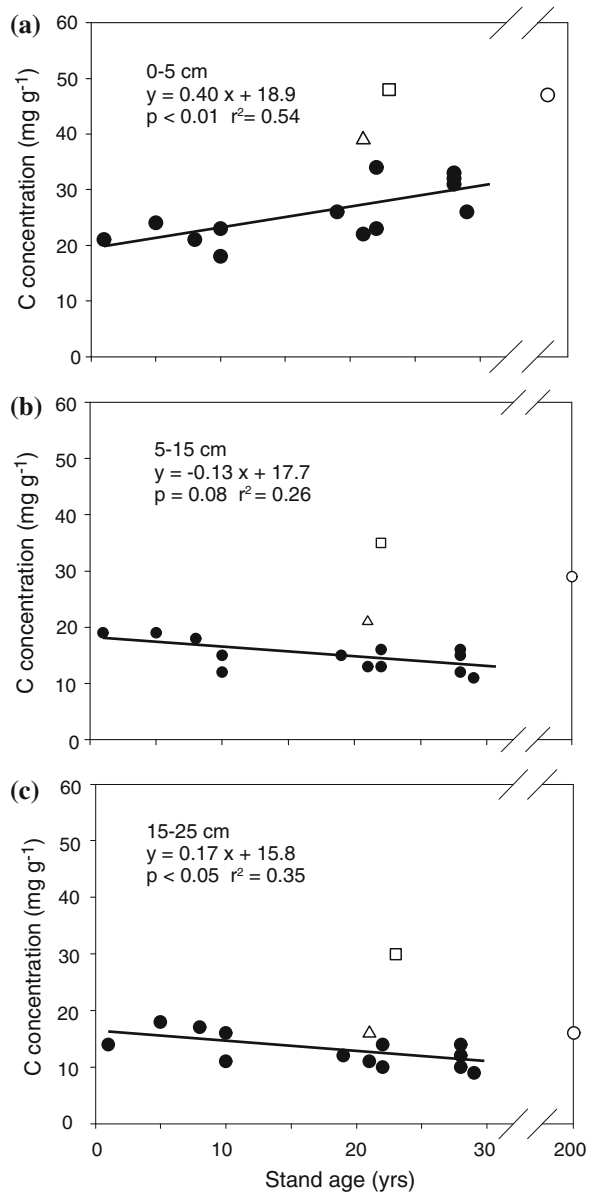 (a)
60
50
40
30
20
10
0
C concentration (mg g⁻¹)
0-5 cm
y = 0.40 x + 18.9
p < 0.01 r² = 0.54
(b)
60
50
40
30
20
10
0
C concentration (mg g⁻¹)
5-15 cm
y = -0.13 x + 17.7
p = 0.08 r² = 0.26
(c)
60
50
40
30
20
10
0
C concentration (mg g⁻¹)
15-25 cm
y = 0.17 x + 15.8
p < 0.05 r² = 0.35
0 10 20 30 200
Stand age (yrs)